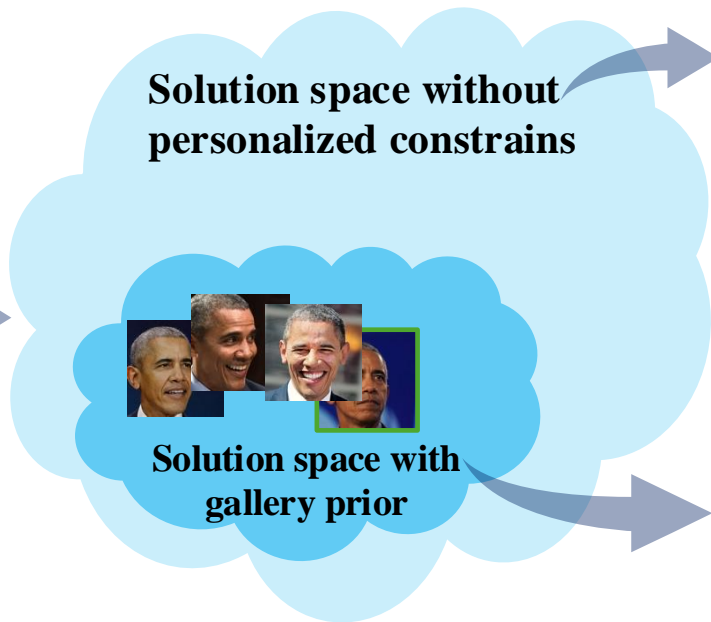 Solution space without
personalized constrains
Solution space with
gallery prior